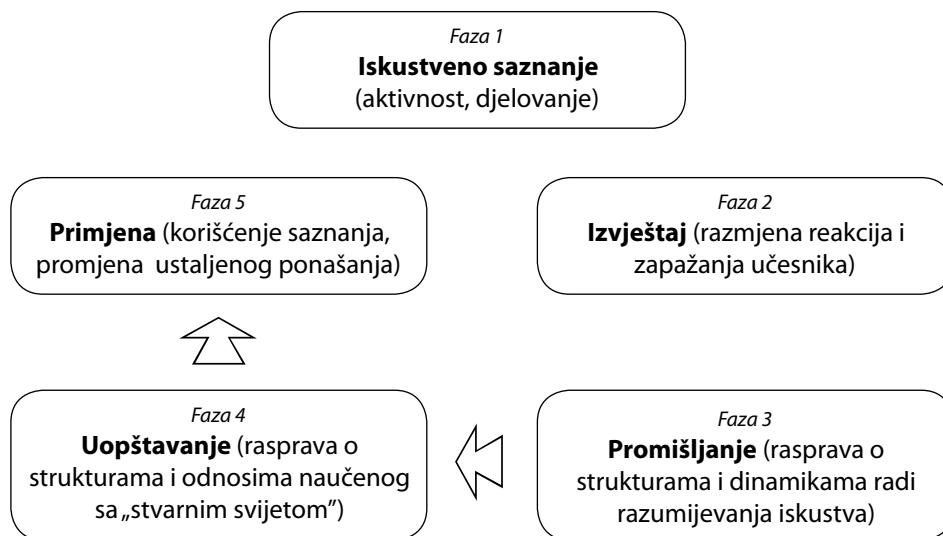 Faza 1
Iskustveno saznanje
(aktivnost, djelovanje)
Faza 5
Primjena (korišćenje saznanja,
promjena ustaljenog ponašanja)
Faza 2
Izvještaj (razmjena reakcija i
zapažanja učesnika)
Faza 4
Uopštavanje (rasprava o
strukturama i odnosima naučenog
sa „stvarnim svijetom”)
Faza 3
Promišljanje (rasprava o
strukturama i dinamikama radi
razumijevanja iskustva)